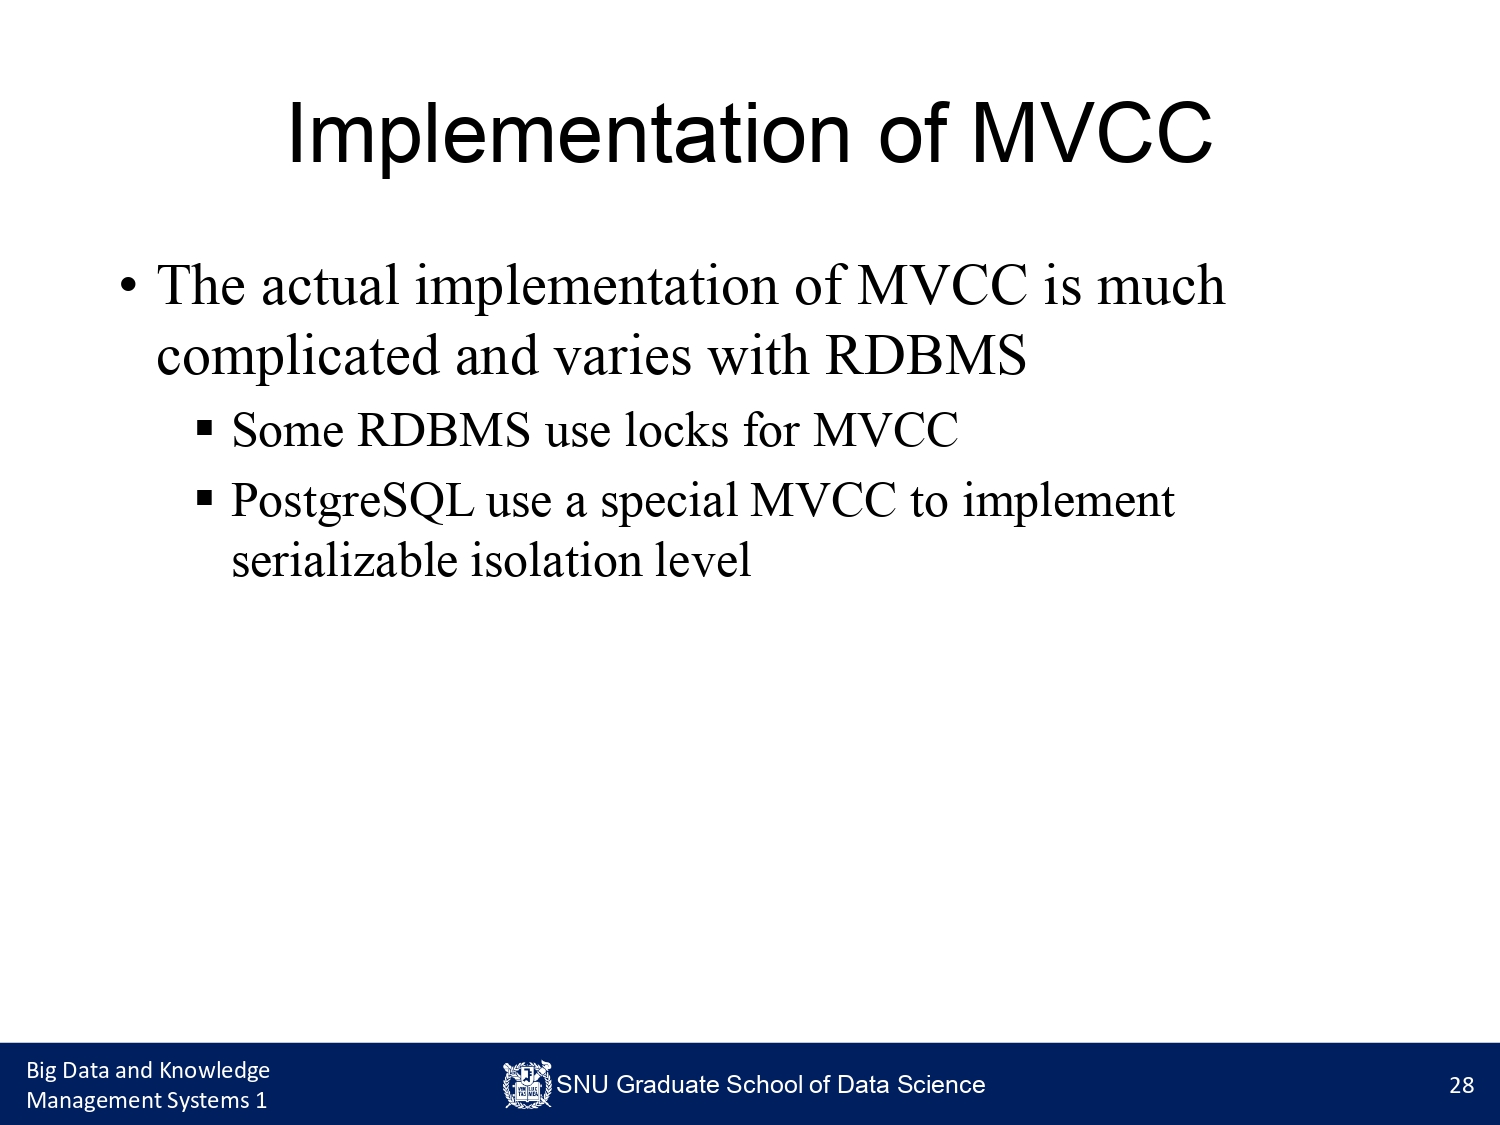 Implementation of MVCC
• The actual implementation of MVCC is much
complicated and varies with RDBMS
▪ Some RDBMS use locks for MVCC
▪ PostgreSQL use a special MVCC to implement
serializable isolation level
Big Data and Knowledge
Management Systems 1
SNU Graduate School of Data Science
28